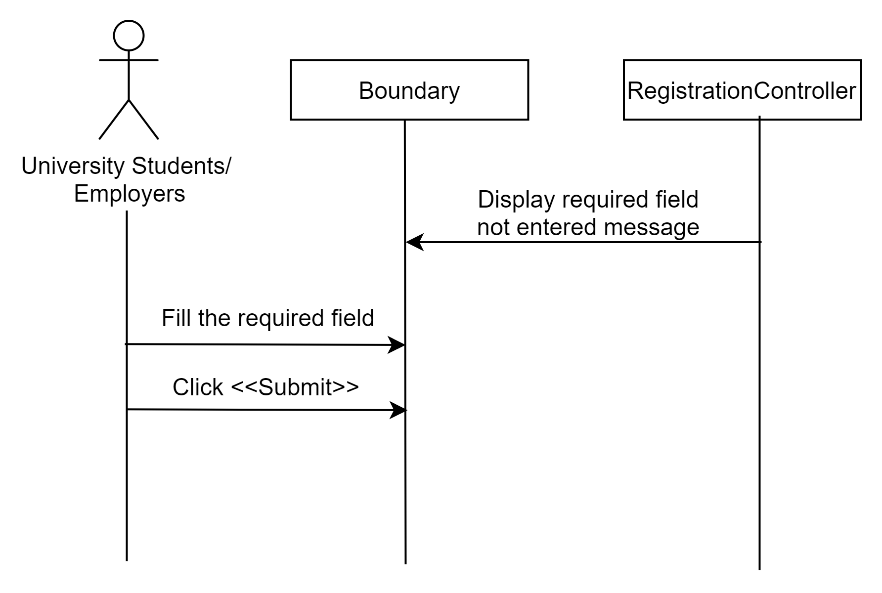 Boundary
RegistrationController
University Students/
Employers
Display required field
not entered message
Fill the required field
Click <<Submit>>